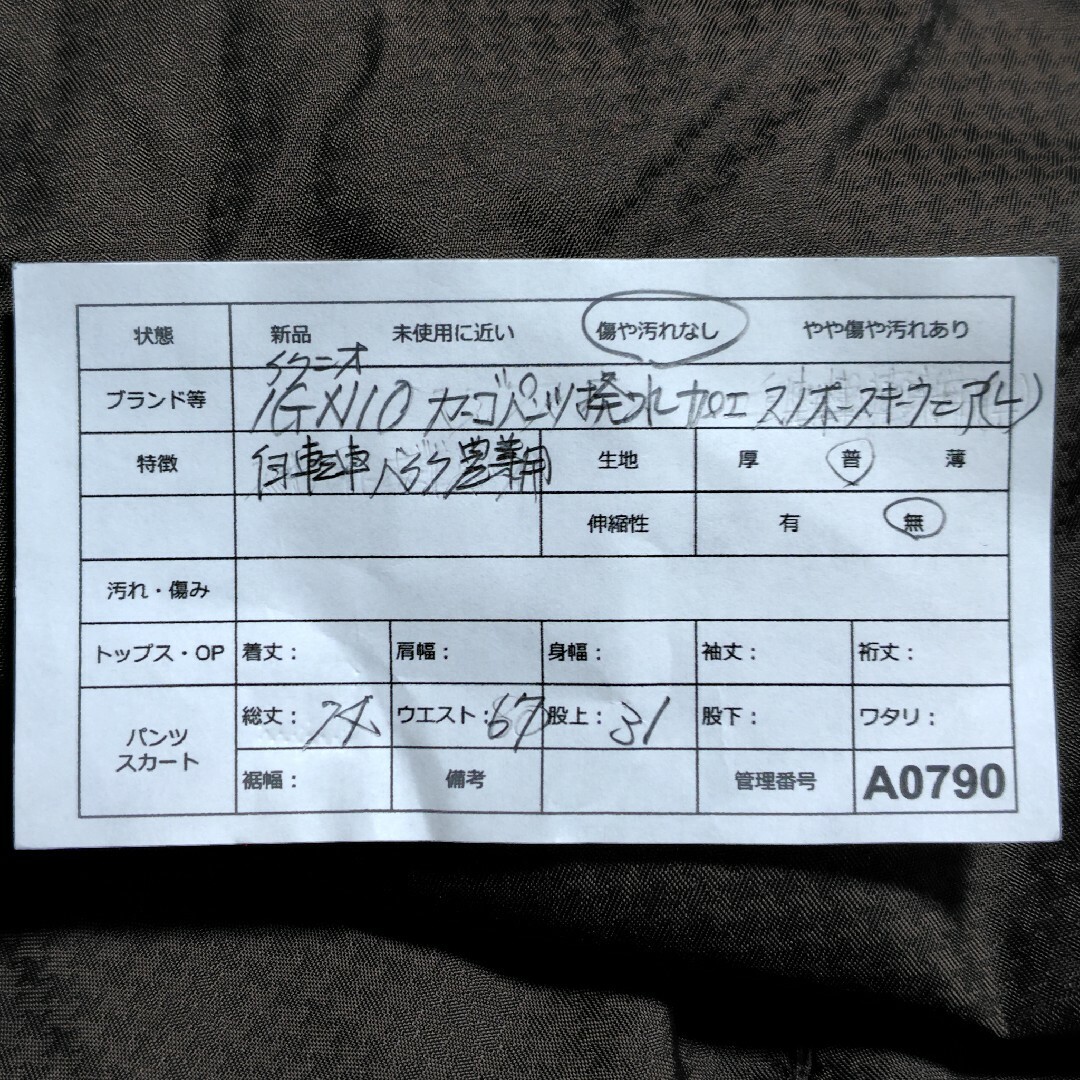 状態 新品 未使用に近い 傷や汚れなし やや傷や汚れあり
イグニオ
ブランド等 IGNIO カーゴパンツ 撥水加工 スノボースキーウェア(L)
特徴 自転車 バイク 農業用 生地 厚 普 薄
伸縮性 有 無
汚れ・傷み
トップス・OP 着丈: 肩幅: 身幅: 袖丈: 裄丈:
パンツ スカート 総丈: ウエスト:67 股上:31 股下: ワタリ:
裾幅: 備考 管理番号 A0790